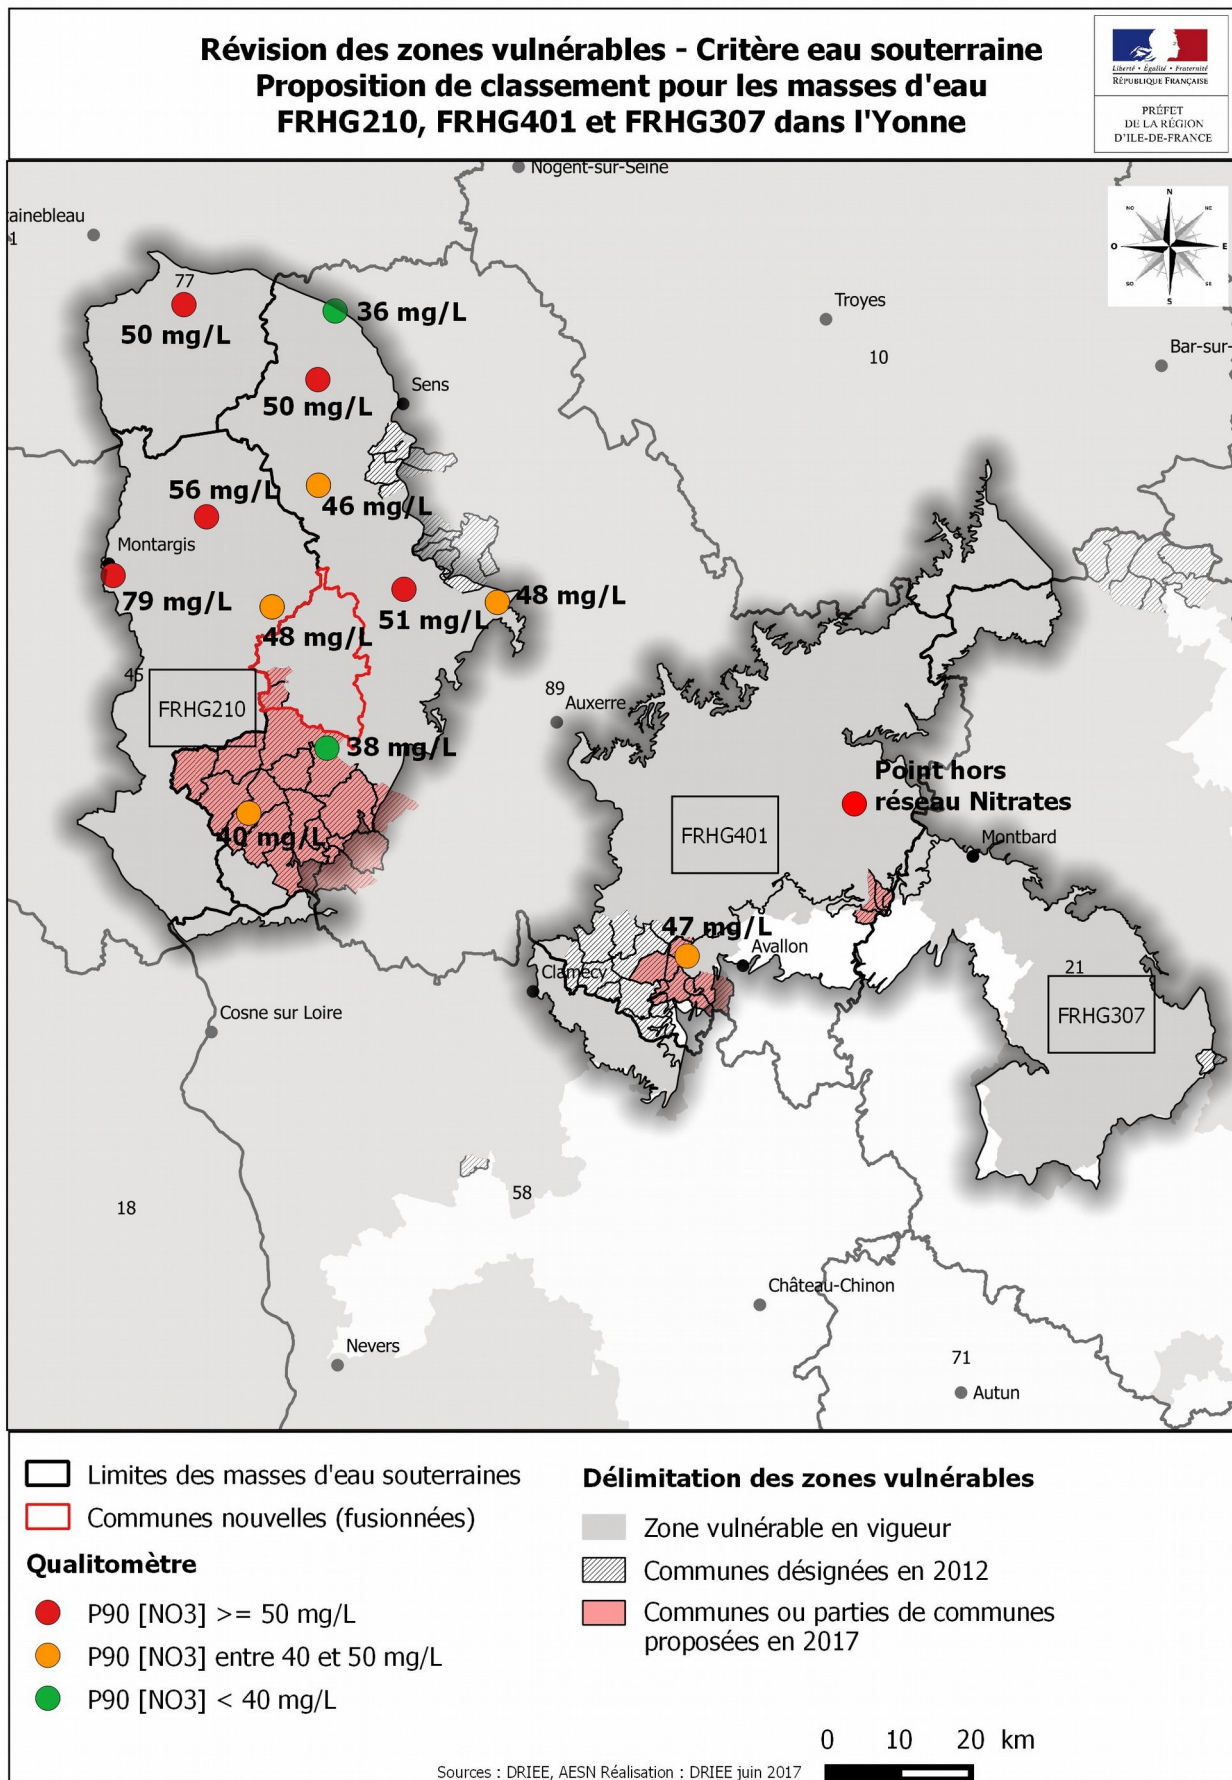 Révision des zones vulnérables - Critère eau souterraine
Proposition de classement pour les masses d'eau
FRHG210, FRHG401 et FRHG307 dans l'Yonne
Liberté • Égalité • Fraternité
RÉPUBLIQUE FRANÇAISE
PRÉFET
DE LA RÉGION
D'ILE-DE-FRANCE
Nogent-sur-Seine
ainebleau
1
N
NO
NE
O
E
SO
SE
S
77
50 mg/L
36 mg/L
Troyes
10
Bar-sur-
50 mg/L
Sens
56 mg/L
46 mg/L
Montargis
79 mg/L
48 mg/L
51 mg/L
48 mg/L
45
FRHG210
89
Auxerre
38 mg/L
Point hors
réseau Nitrates
40 mg/L
FRHG401
Montbard
47 mg/L
Avallon
Clamecy
21
FRHG307
Cosne sur Loire
58
18
Château-Chinon
Nevers
71
Autun
Limites des masses d'eau souterraines
Communes nouvelles (fusionnées)
Qualitomètre
P90 [NO3] >= 50 mg/L
P90 [NO3] entre 40 et 50 mg/L
P90 [NO3] < 40 mg/L
Délimitation des zones vulnérables
Zone vulnérable en vigueur
Communes désignées en 2012
Communes ou parties de communes
proposées en 2017
0 10 20 km
Sources : DRIEE, AESN Réalisation : DRIEE juin 2017